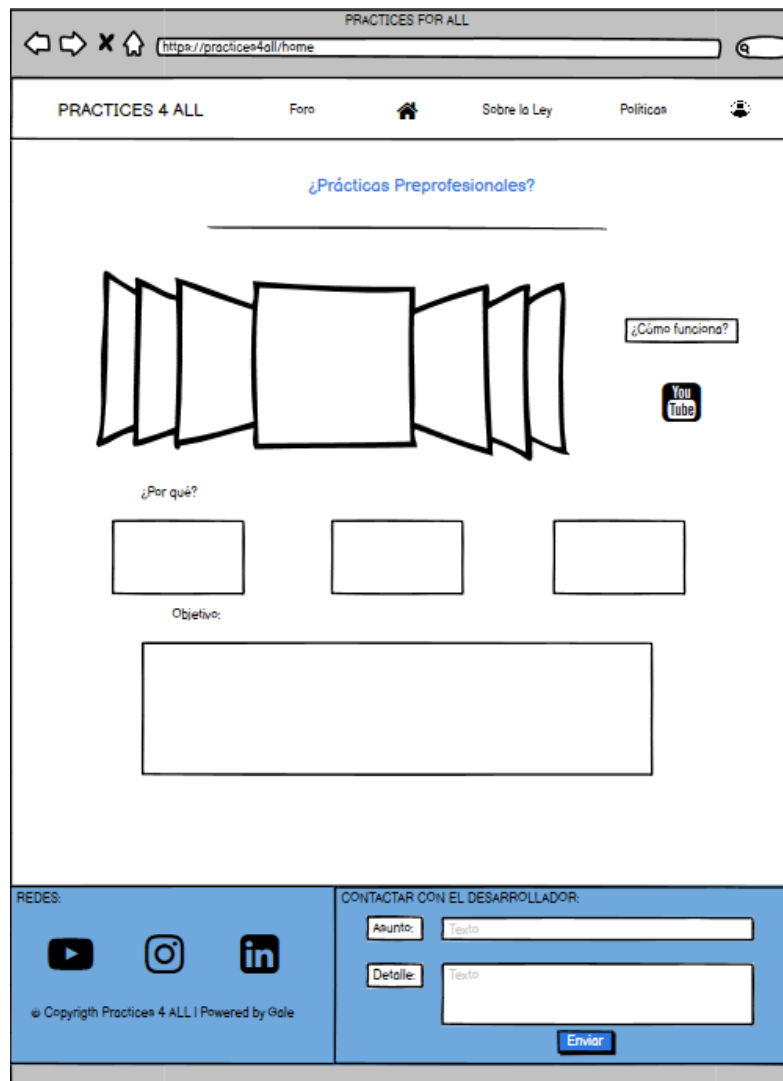 PRACTICES FOR ALL
https://practices4all/home
PRACTICES 4 ALL Foro Sobre la Ley Políticas
¿Prácticas Preprofesionales?
¿Cómo funciona?
You
Tube
¿Por qué?
Objetivo:
REDES:
© Copyrigth Practices 4 ALL | Powered by Gale
CONTACTAR CON EL DESARROLLADOR:
Asunto: Texto
Detalle: Texto
Enviar